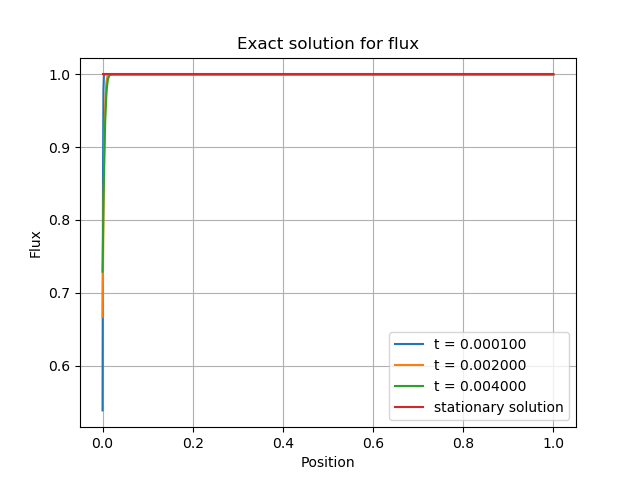 Exact solution for flux
1.0
0.9
0.8
0.7
0.6
Flux
t = 0.000100
t = 0.002000
t = 0.004000
stationary solution
0.0 0.2 0.4 0.6 0.8 1.0
Position